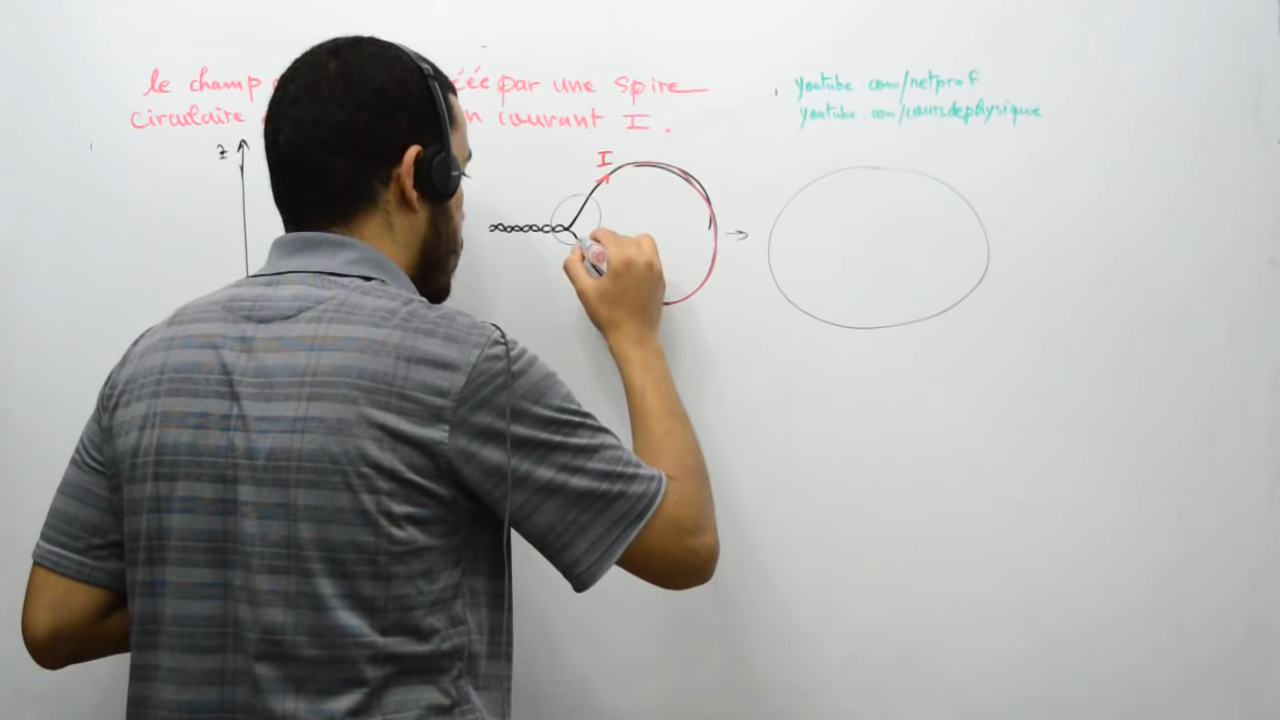 le champ éée par une spire
circulaire n courant I.
youtube.com/netprof
youtube.com/coursdephysique
z
I